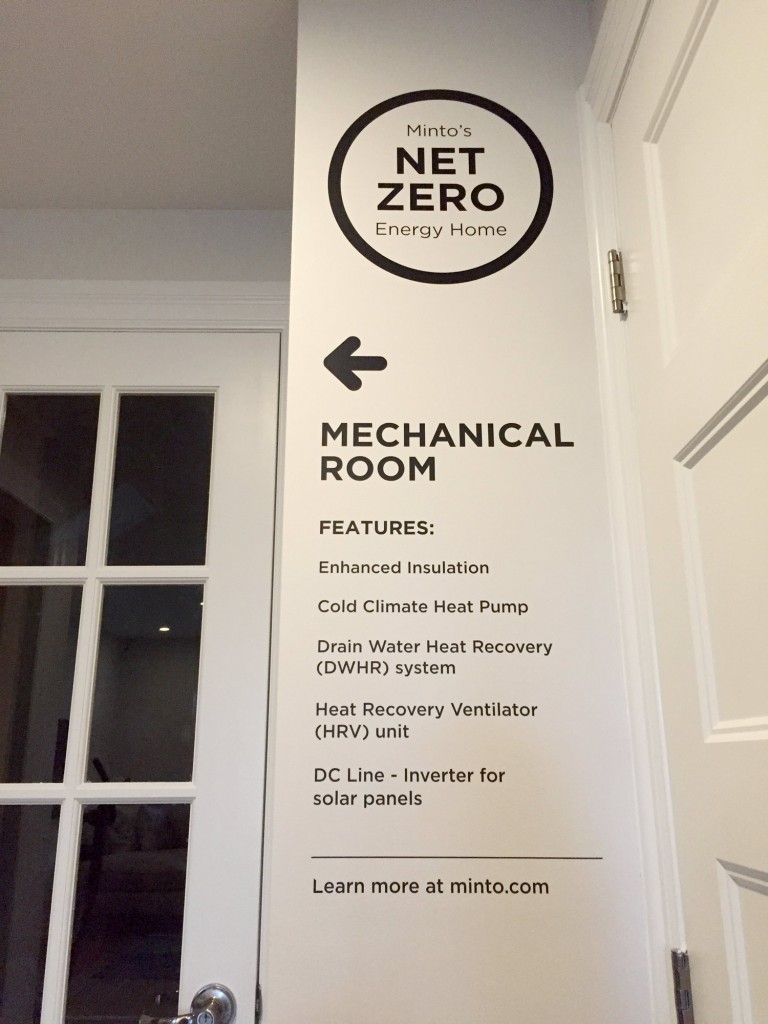 Minto's
NET
ZERO
Energy Home
MECHANICAL
ROOM
FEATURES:
Enhanced Insulation
Cold Climate Heat Pump
Drain Water Heat Recovery
(DWHR) system
Heat Recovery Ventilator
(HRV) unit
DC Line - Inverter for
solar panels
Learn more at minto.com